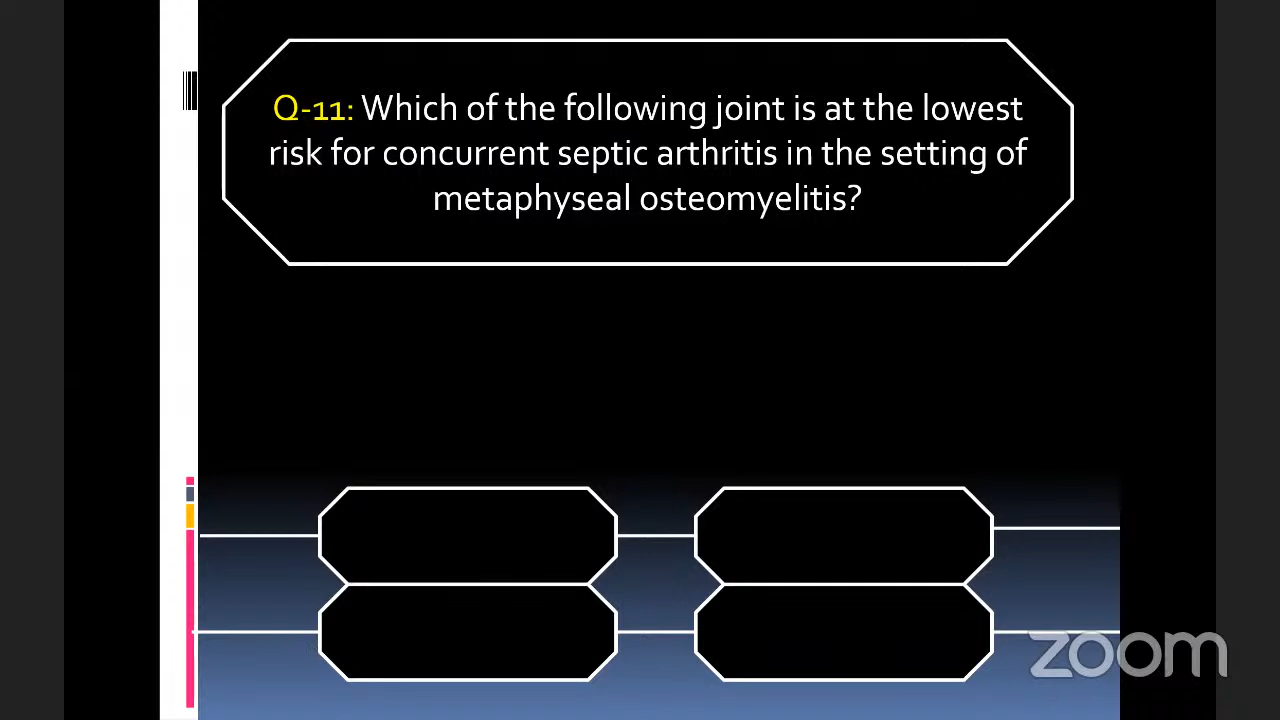 Q-11: Which of the following joint is at the lowest
risk for concurrent septic arthritis in the setting of
metaphyseal osteomyelitis?
zoom